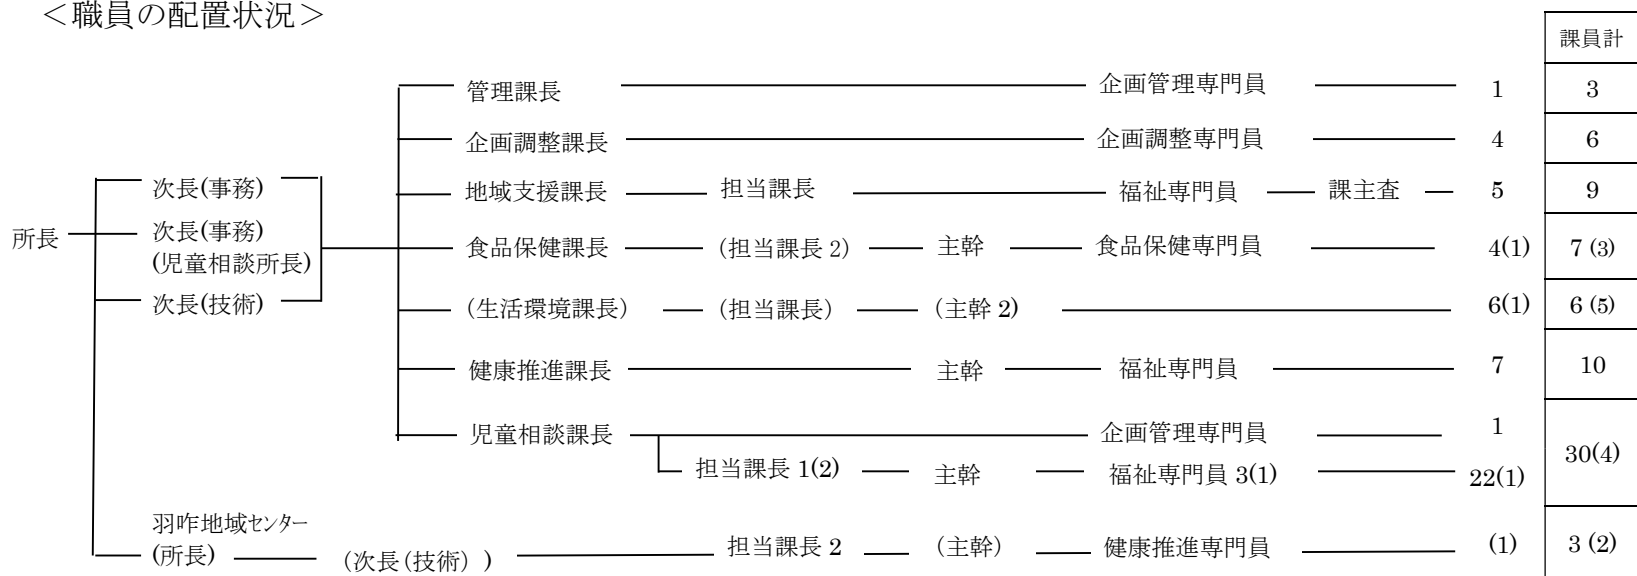 ＜職員の配置状況＞
課員計
管理課長 企画管理専門員 1 3
企画調整課長 企画調整専門員 4 6
次長(事務) 地域支援課長 担当課長 福祉専門員 課主査 5 9
所長 次長(事務)
(児童相談所長) 食品保健課長 (担当課長 2) 主幹 食品保健専門員 4(1) 7 (3)
次長(技術) (生活環境課長) (担当課長) (主幹 2) 6(1) 6 (5)
健康推進課長 主幹 福祉専門員 7 10
児童相談課長 企画管理専門員 1
30(4)
担当課長 1(2) 主幹 福祉専門員 3(1) 22(1)
羽咋地域ｾﾝﾀｰ
(所長) (次長(技術)) 担当課長 2 (主幹) 健康推進専門員 (1) 3 (2)